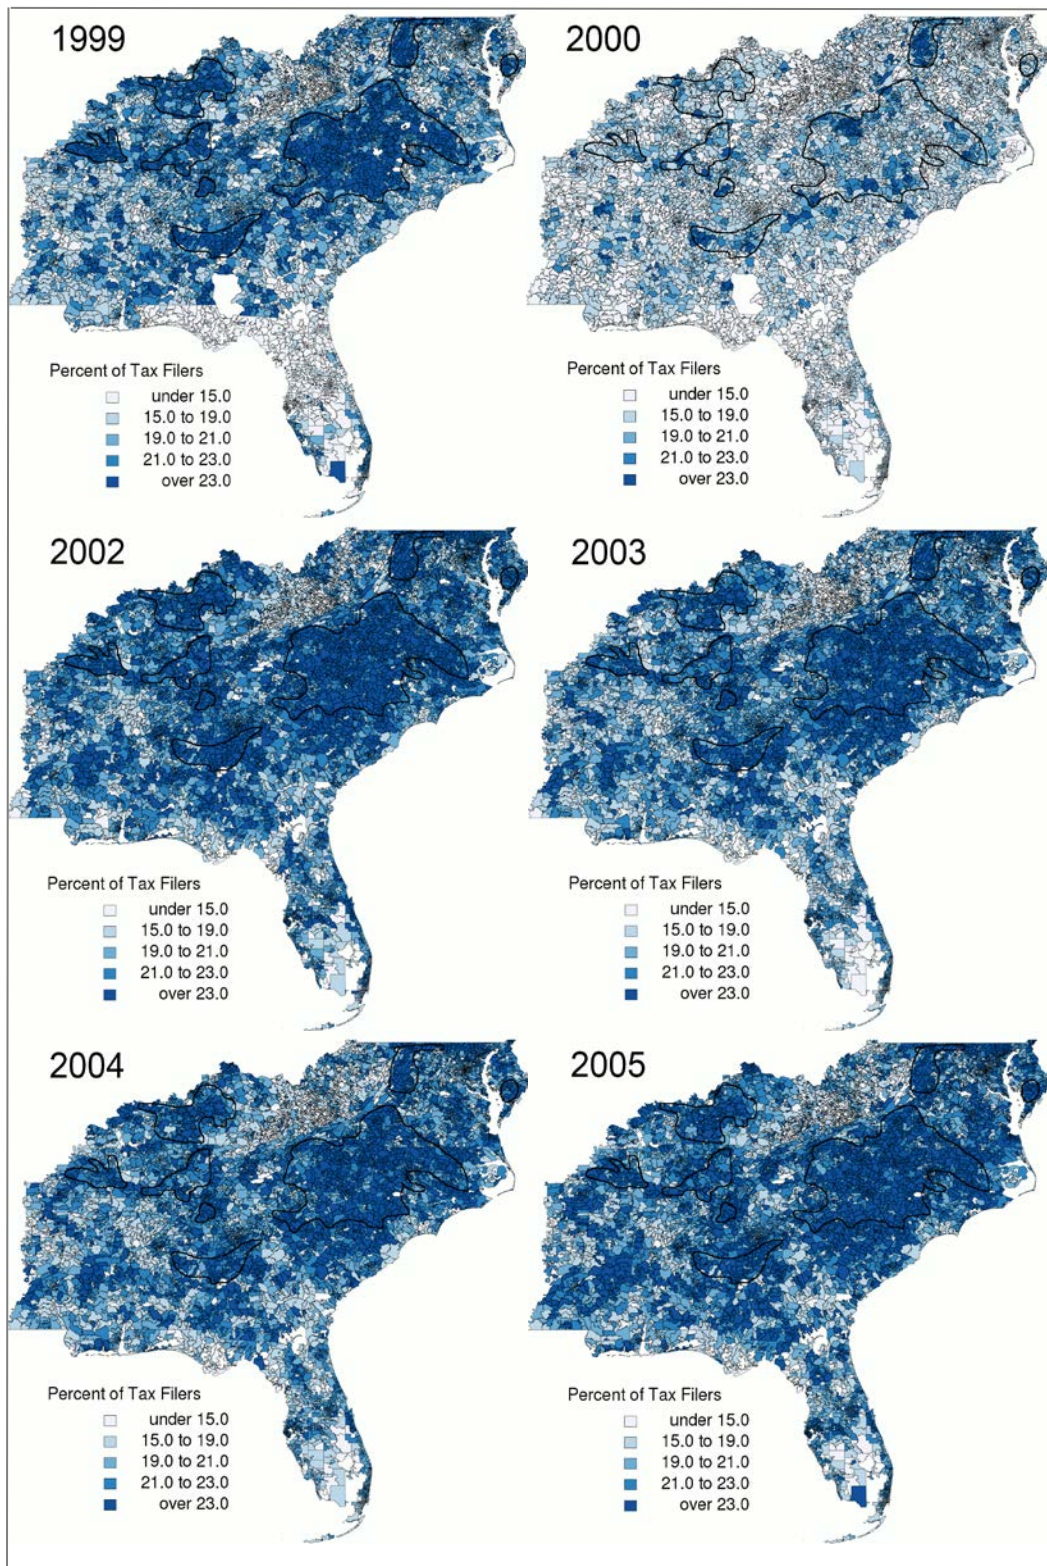 1999
Percent of Tax Filers
under 15.0
15.0 to 19.0
19.0 to 21.0
21.0 to 23.0
over 23.0
2000
Percent of Tax Filers
under 15.0
15.0 to 19.0
19.0 to 21.0
21.0 to 23.0
over 23.0
2002
Percent of Tax Filers
under 15.0
15.0 to 19.0
19.0 to 21.0
21.0 to 23.0
over 23.0
2003
Percent of Tax Filers
under 15.0
15.0 to 19.0
19.0 to 21.0
21.0 to 23.0
over 23.0
2004
Percent of Tax Filers
under 15.0
15.0 to 19.0
19.0 to 21.0
21.0 to 23.0
over 23.0
2005
Percent of Tax Filers
under 15.0
15.0 to 19.0
19.0 to 21.0
21.0 to 23.0
over 23.0